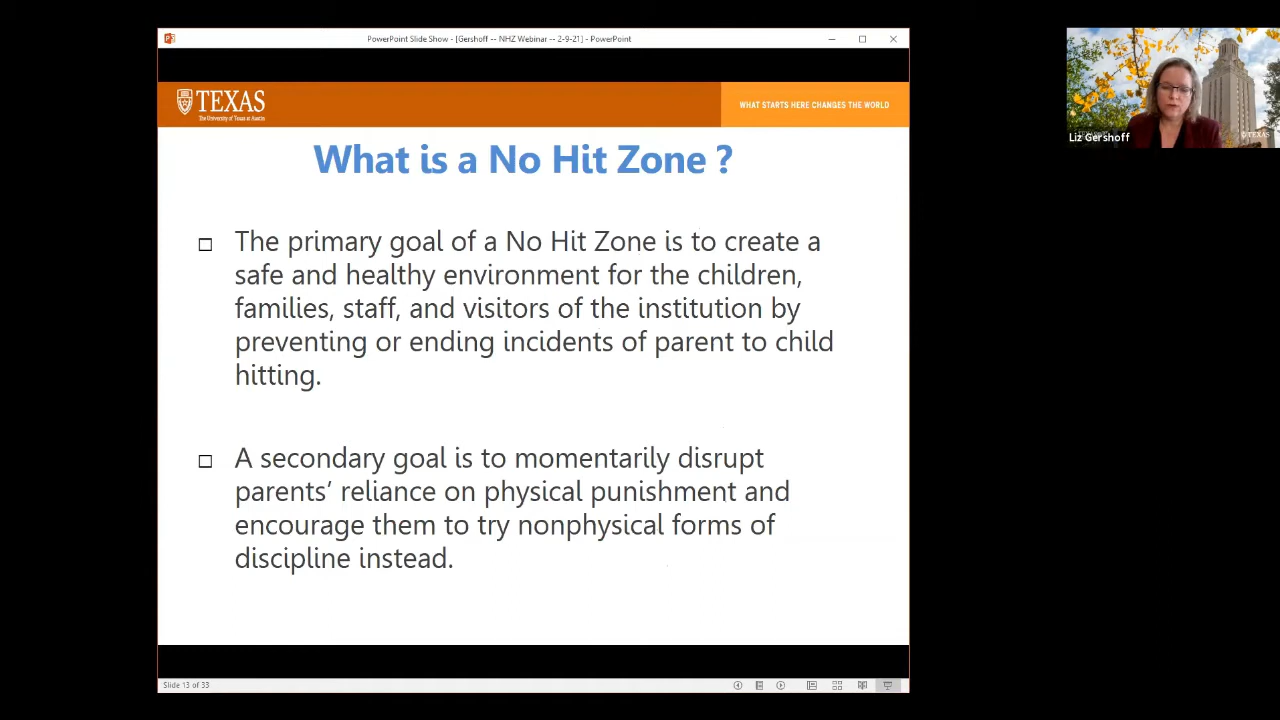 PowerPoint Slide Show - [Gershoff -- NHZ Webinar -- 2-9-21] - PowerPoint
TEXAS
The University of Texas at Austin
WHAT STARTS HERE CHANGES THE WORLD
What is a No Hit Zone ?
The primary goal of a No Hit Zone is to create a
safe and healthy environment for the children,
families, staff, and visitors of the institution by
preventing or ending incidents of parent to child
hitting.
A secondary goal is to momentarily disrupt
parents’ reliance on physical punishment and
encourage them to try nonphysical forms of
discipline instead.
Slide 13 of 33
Liz Gershoff
TEXAS